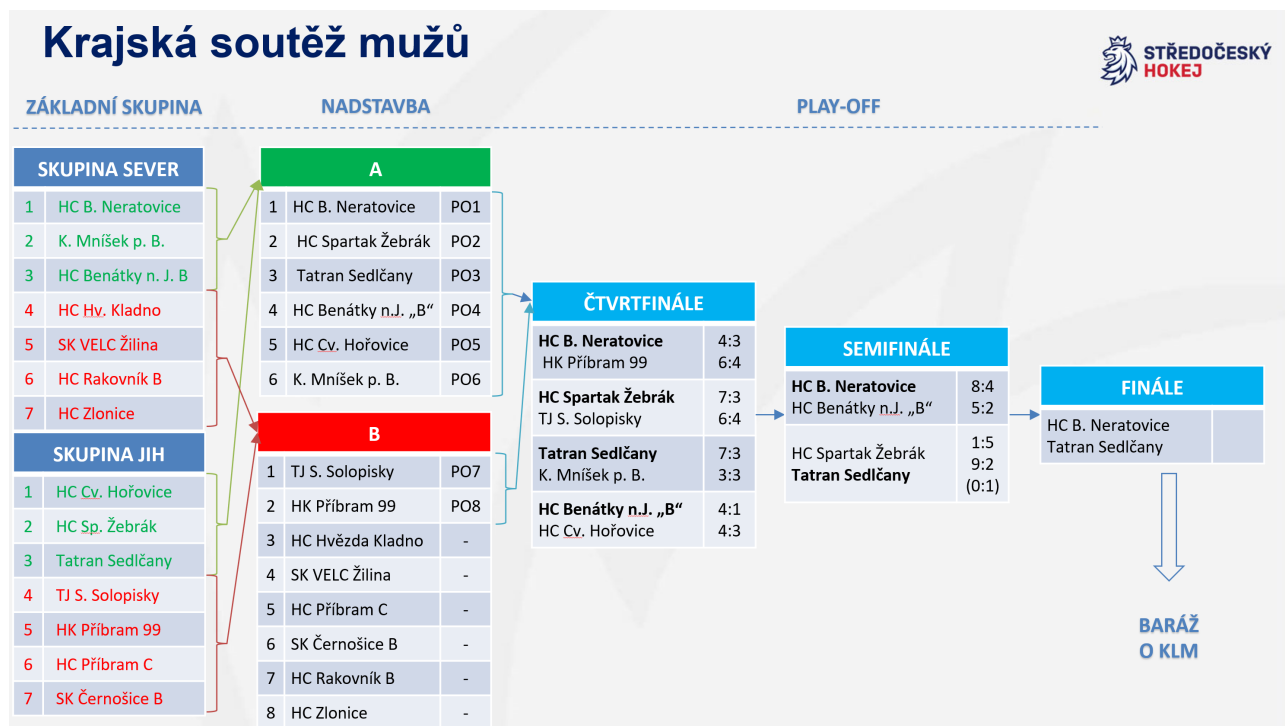 Krajská soutěž mužů
STŘEDOČESKÝ
HOKEJ
ZÁKLADNÍ SKUPINA
NADSTAVBA
PLAY-OFF
SKUPINA SEVER
1 HC B. Neratovice
2 K. Mníšek p. B.
3 HC Benátky n. J. B
4 HC Hv. Kladno
5 SK VELC Žilina
6 HC Rakovník B
7 HC Zlonice
SKUPINA JIH
1 HC Cv. Hořovice
2 HC Sp. Žebrák
3 Tatran Sedlčany
4 TJ S. Solopisky
5 HK Příbram 99
6 HC Příbram C
7 SK Černošice B
A
1 HC B. Neratovice PO1
2 HC Spartak Žebrák PO2
3 Tatran Sedlčany PO3
4 HC Benátky n.J. „B“ PO4
5 HC Cv. Hořovice PO5
6 K. Mníšek p. B. PO6
B
1 TJ S. Solopisky PO7
2 HK Příbram 99 PO8
3 HC Hvězda Kladno -
4 SK VELC Žilina -
5 HC Příbram C -
6 SK Černošice B -
7 HC Rakovník B -
8 HC Zlonice -
ČTVRTFINÁLE
HC B. Neratovice 4:3
HK Příbram 99 6:4
HC Spartak Žebrák 7:3
TJ S. Solopisky 6:4
Tatran Sedlčany 7:3
K. Mníšek p. B. 3:3
HC Benátky n.J. „B“ 4:1
HC Cv. Hořovice 4:3
SEMIFINÁLE
HC B. Neratovice 8:4
HC Benátky n.J. „B“ 5:2
1:5
HC Spartak Žebrák 9:2
Tatran Sedlčany (0:1)
FINÁLE
HC B. Neratovice
Tatran Sedlčany
BARÁŽ
O KLM